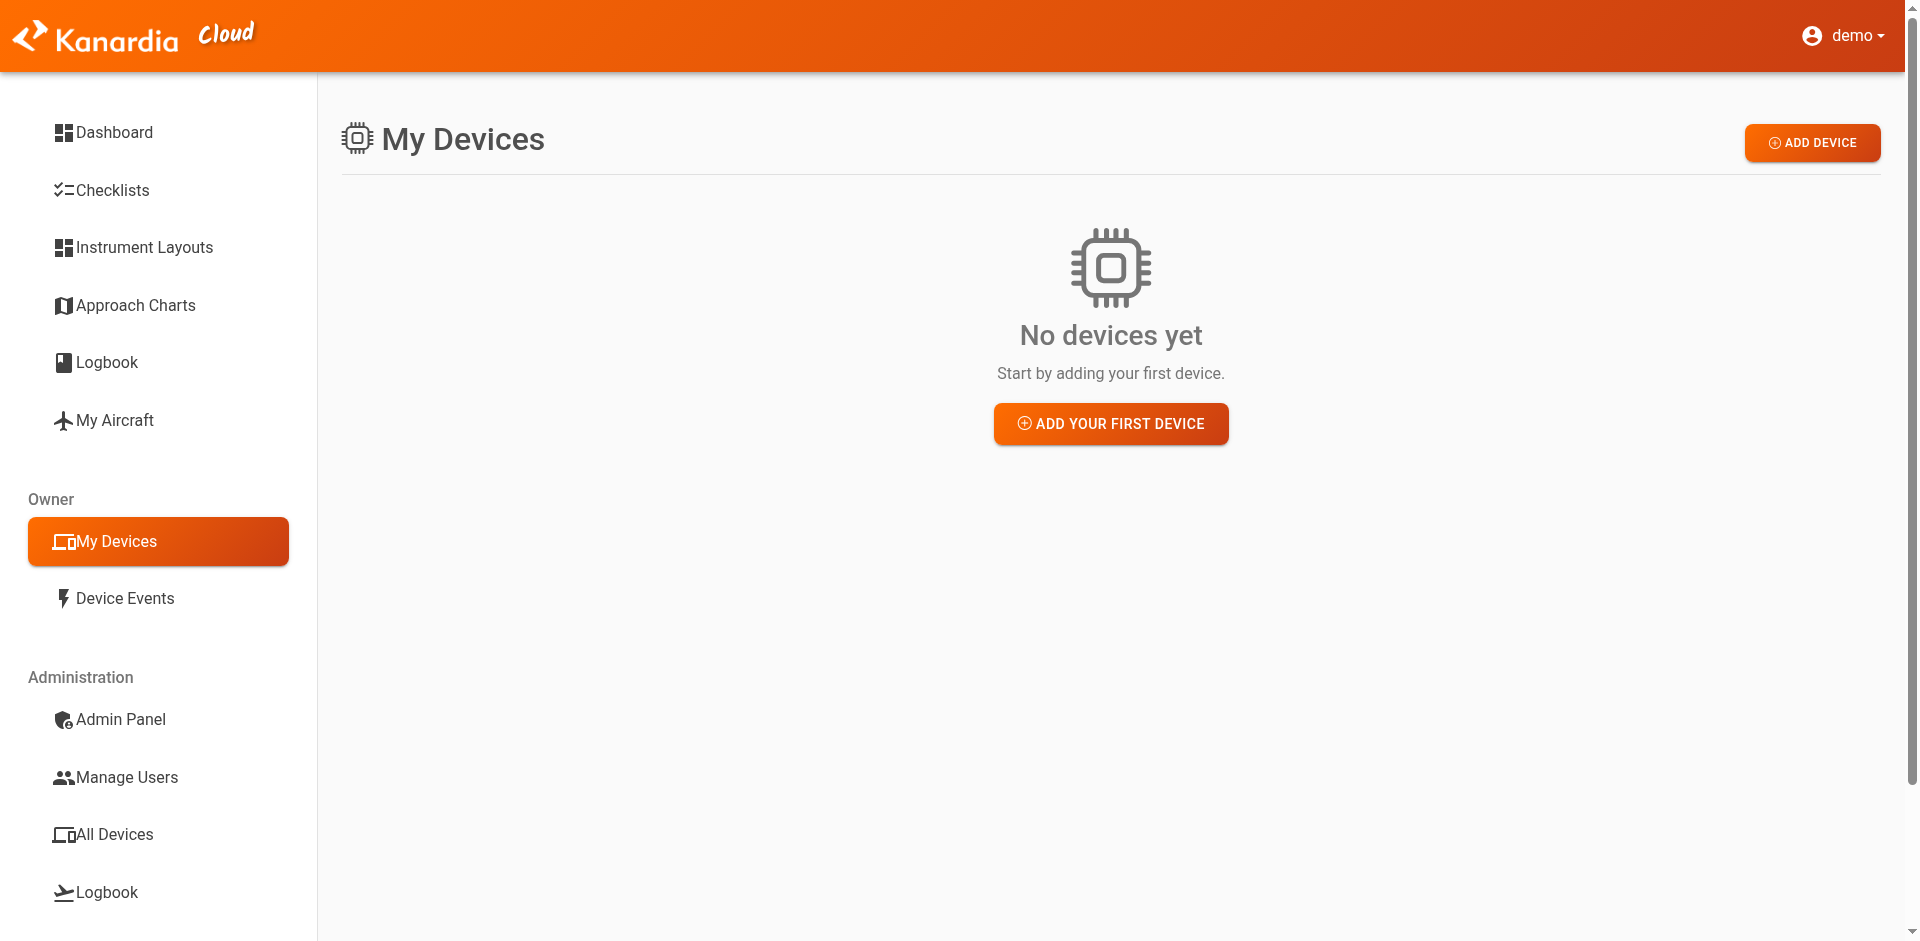 Kanardia Cloud
demo
Dashboard
Checklists
Instrument Layouts
Approach Charts
Logbook
My Aircraft
Owner
My Devices
Device Events
Administration
Admin Panel
Manage Users
All Devices
Logbook
My Devices
ADD DEVICE
No devices yet
Start by adding your first device.
ADD YOUR FIRST DEVICE